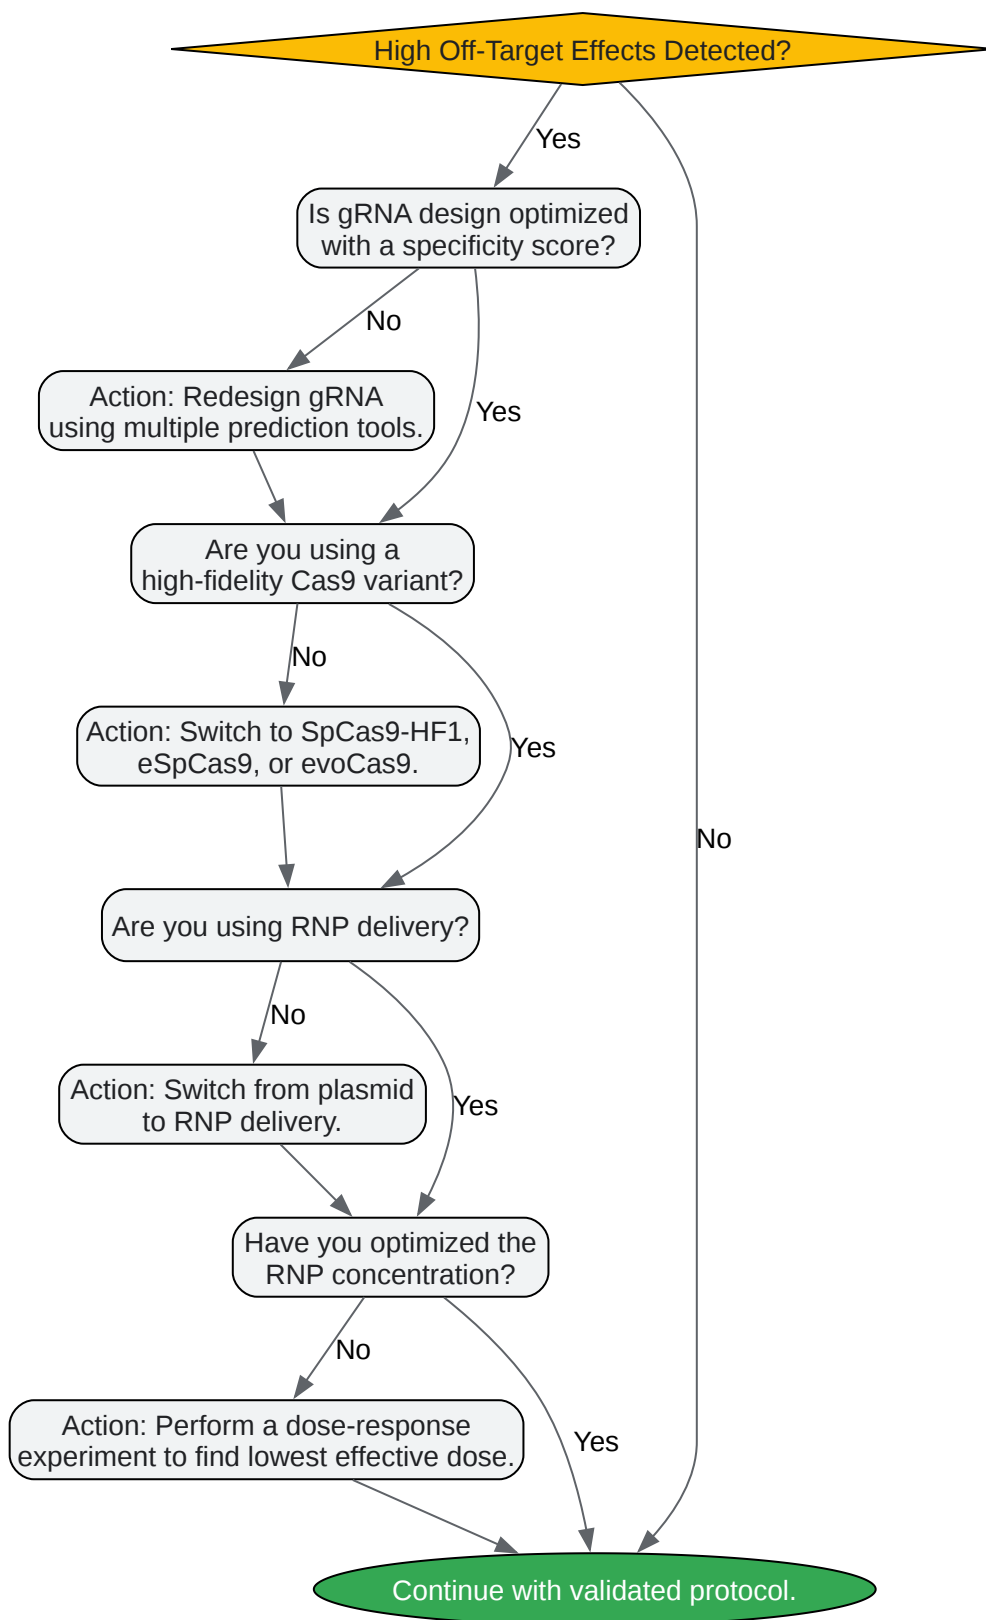 High Off-Target Effects Detected?
Yes
Is gRNA design optimized
with a specificity score?
No
Action: Redesign gRNA
using multiple prediction tools.
Yes
Are you using a
high-fidelity Cas9 variant?
No
Action: Switch to SpCas9-HF1,
eSpCas9, or evoCas9.
Yes
No
Are you using RNP delivery?
No
Action: Switch from plasmid
to RNP delivery.
Yes
Have you optimized the
RNP concentration?
No
Action: Perform a dose-response
experiment to find lowest effective dose.
Yes
Continue with validated protocol.